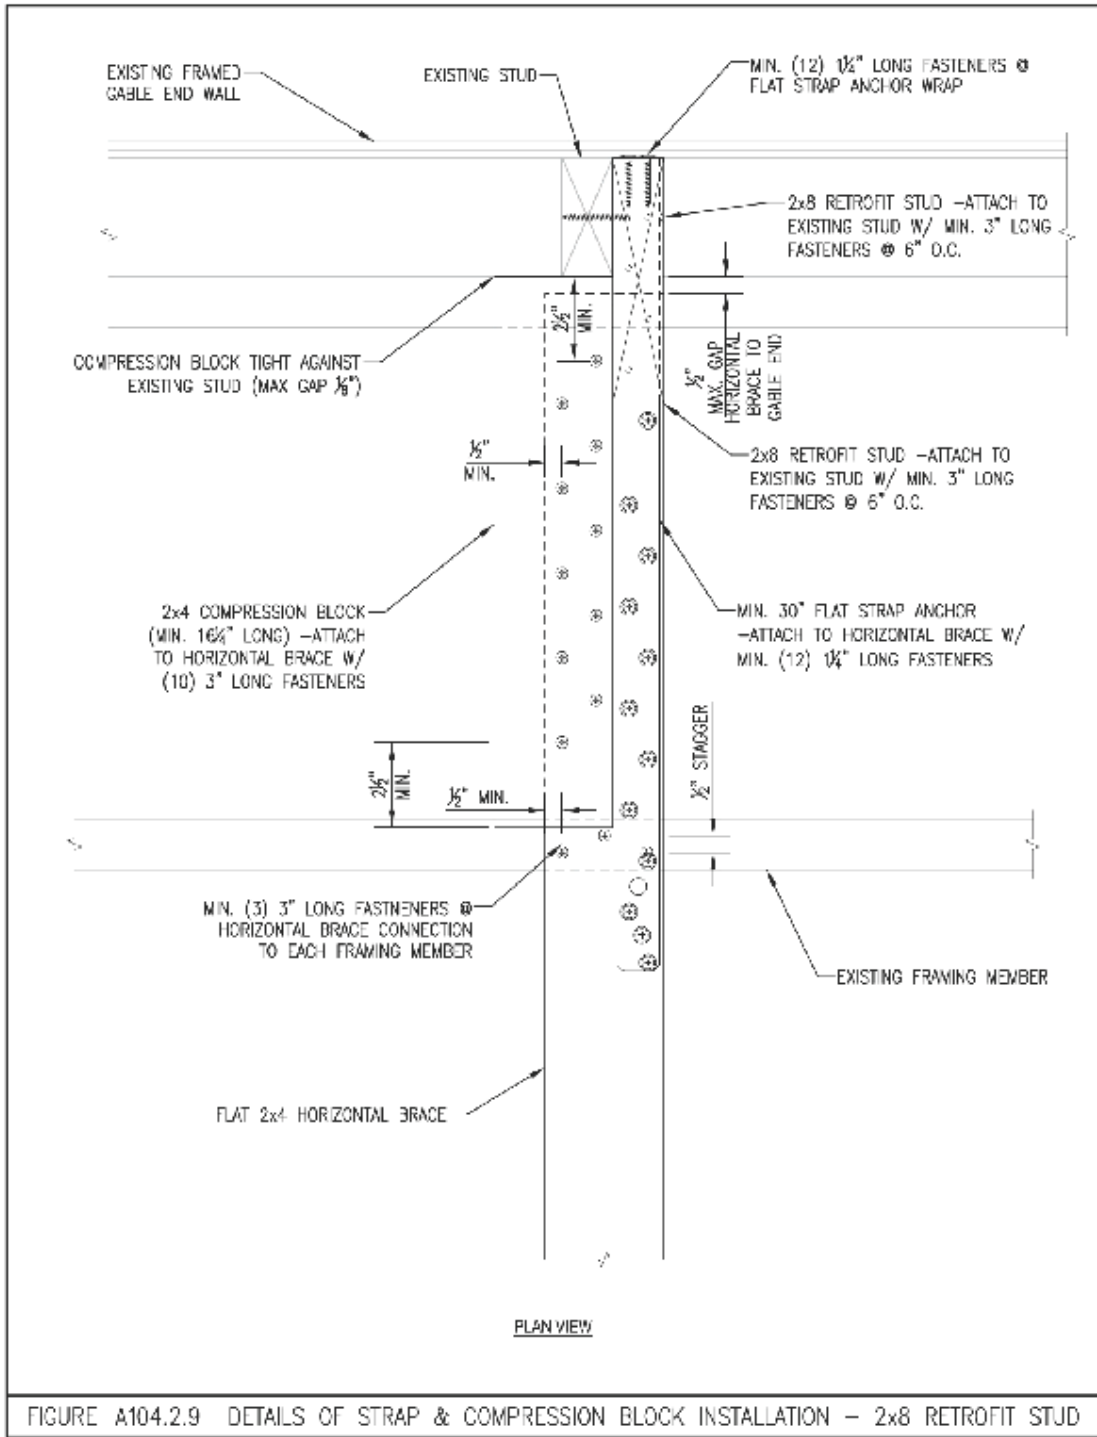 EXISTING FRAMED
GABLE END WALL
EXISTING STUD
MIN. (12) 1¼" LONG FASTENERS @
FLAT STRAP ANCHOR WRAP
2x8 RETROFIT STUD -ATTACH TO
EXISTING STUD W/ MIN. 3" LONG
FASTENERS @ 6" O.C.
2½"
MIN.
COMPRESSION BLOCK TIGHT AGAINST
EXISTING STUD (MAX GAP ⅛")
½"
MAX. GAP
HORIZONTAL
BRACE TO
GABLE END
½"
MIN.
2x8 RETROFIT STUD -ATTACH TO
EXISTING STUD W/ MIN. 3" LONG
FASTENERS @ 6" O.C.
2x4 COMPRESSION BLOCK
(MIN. 16¼" LONG) -ATTACH
TO HORIZONTAL BRACE W/
(10) 3" LONG FASTENERS
MIN. 30" FLAT STRAP ANCHOR
-ATTACH TO HORIZONTAL BRACE W/
MIN. (12) 1¼" LONG FASTENERS
2½"
MIN.
½" MIN.
½" STAGGER
MIN. (3) 3" LONG FASTNENERS @
HORIZONTAL BRACE CONNECTION
TO EACH FRAMING MEMBER
EXISTING FRAMING MEMBER
FLAT 2x4 HORIZONTAL BRACE
PLAN VIEW
FIGURE A104.2.9 DETAILS OF STRAP & COMPRESSION BLOCK INSTALLATION - 2x8 RETROFIT STUD